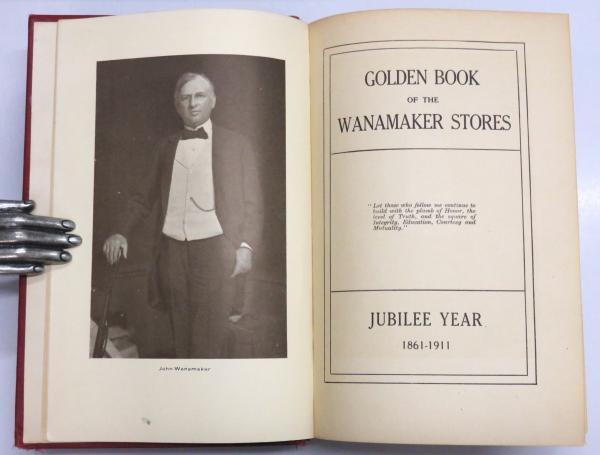 John Wanamaker
GOLDEN BOOK
OF THE
WANAMAKER STORES
"Let those who follow me continue to
build with the plumb of Honor, the
level of Truth, and the square of
Integrity, Education, Courtesy and
Mutuality."
JUBILEE YEAR
1861-1911